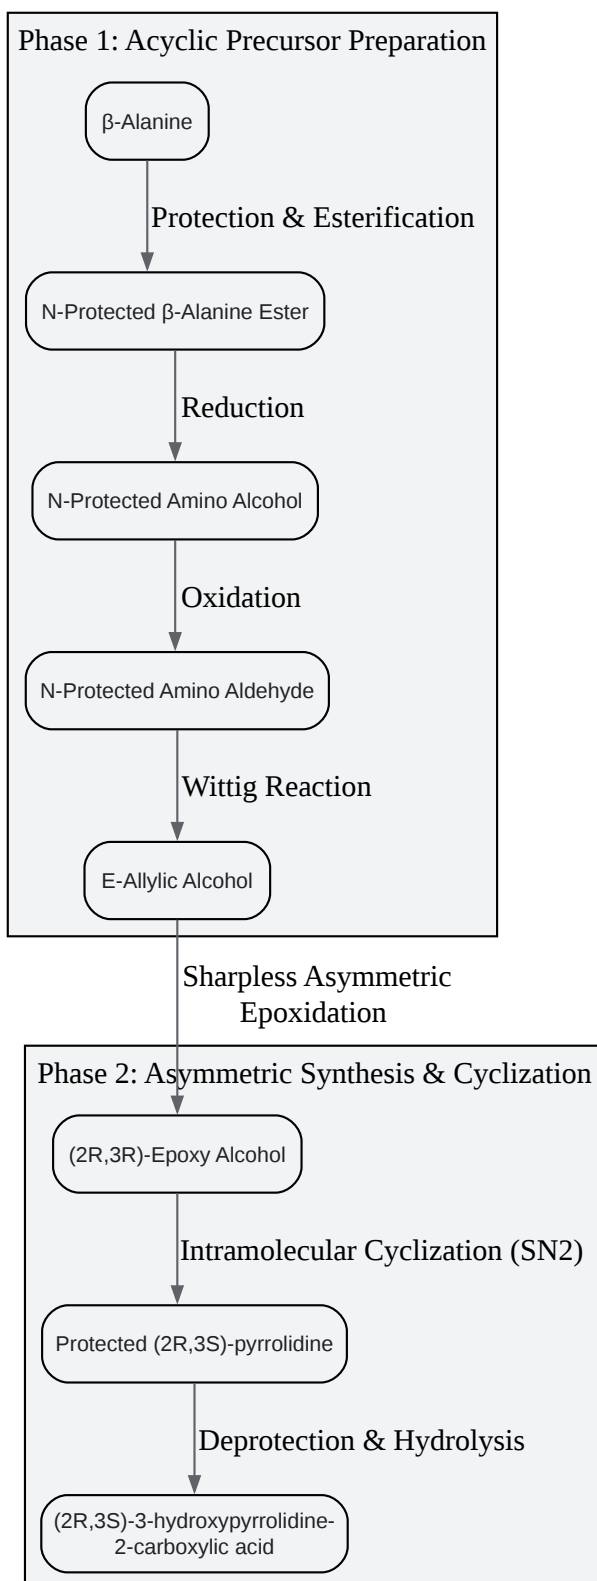 Phase 1: Acyclic Precursor Preparation
β-Alanine
Protection & Esterification
N-Protected β-Alanine Ester
Reduction
N-Protected Amino Alcohol
Oxidation
N-Protected Amino Aldehyde
Wittig Reaction
E-Allylic Alcohol
Sharpless Asymmetric
Epoxidation
Phase 2: Asymmetric Synthesis & Cyclization
(2R,3R)-Epoxy Alcohol
Intramolecular Cyclization (SN2)
Protected (2R,3S)-pyrrolidine
Deprotection & Hydrolysis
(2R,3S)-3-hydroxypyrrolidine-
2-carboxylic acid